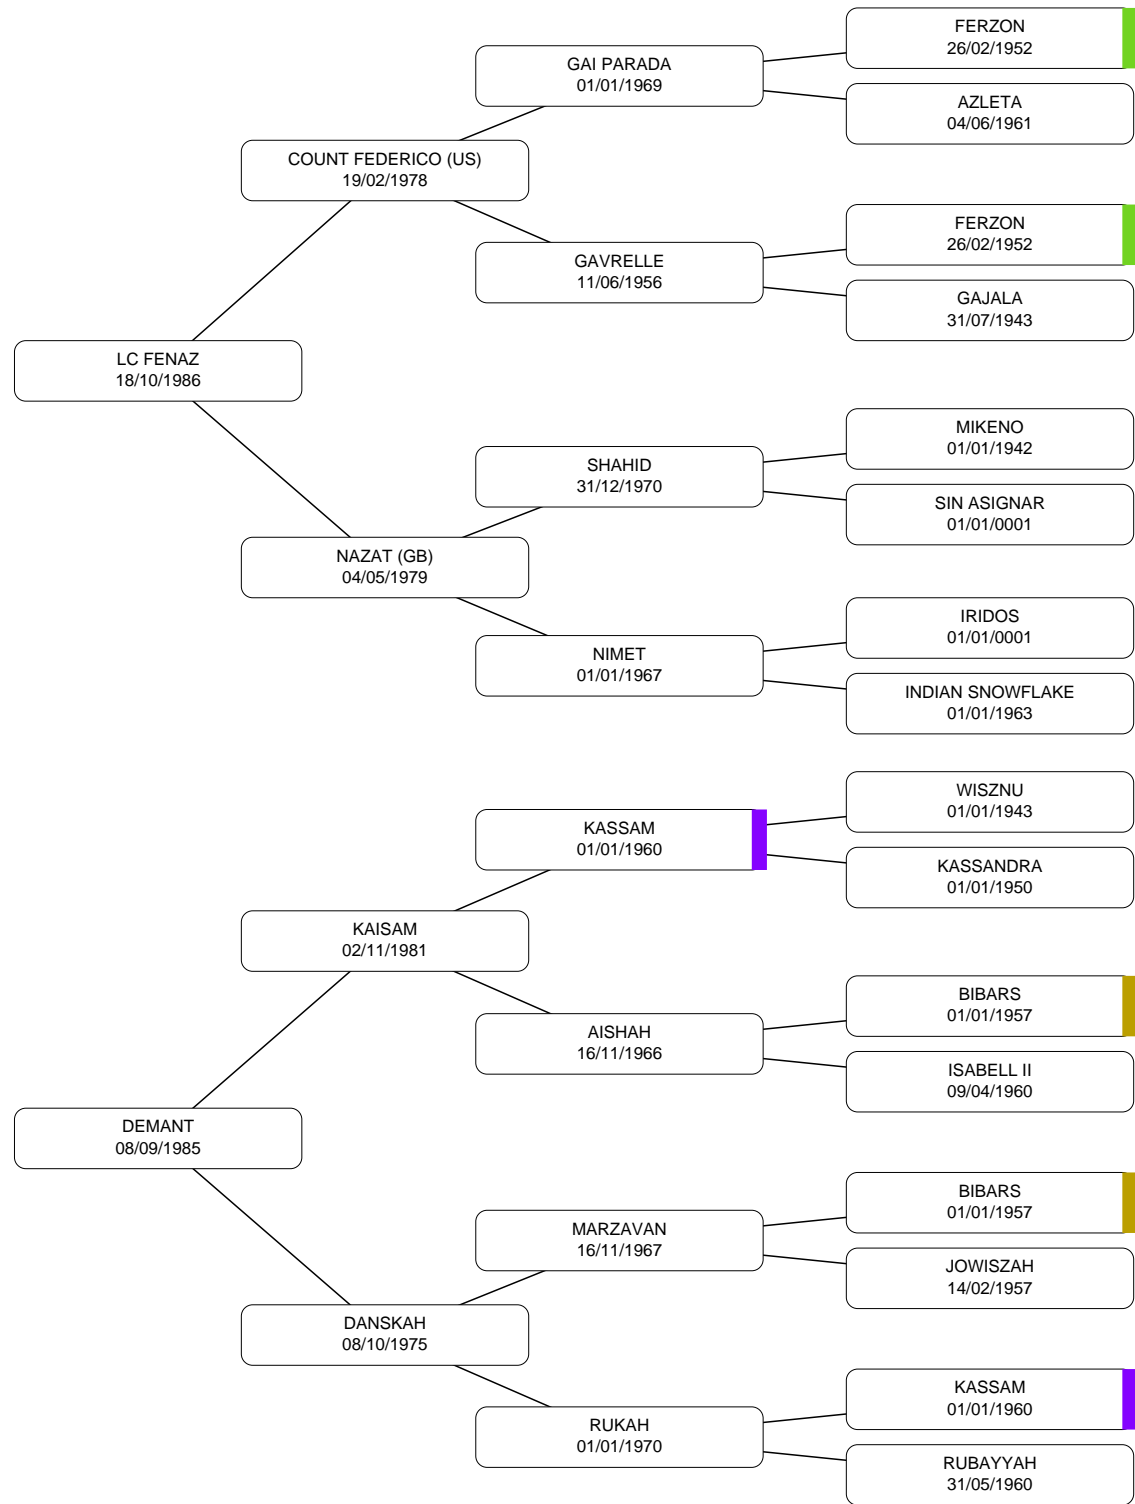 FERZON
26/02/1952
GAI PARADA
01/01/1969
AZLETA
04/06/1961
COUNT FEDERICO (US)
19/02/1978
FERZON
26/02/1952
GAVRELLE
11/06/1956
GAJALA
31/07/1943
LC FENAZ
18/10/1986
MIKENO
01/01/1942
SHAHID
31/12/1970
SIN ASIGNAR
01/01/0001
NAZAT (GB)
04/05/1979
IRIDOS
01/01/0001
NIMET
01/01/1967
INDIAN SNOWFLAKE
01/01/1963
WISZNU
01/01/1943
KASSAM
01/01/1960
KASSANDRA
01/01/1950
KAISAM
02/11/1981
BIBARS
01/01/1957
AISHAH
16/11/1966
ISABELL II
09/04/1960
DEMANT
08/09/1985
BIBARS
01/01/1957
MARZAVAN
16/11/1967
JOWISZAH
14/02/1957
DANSKAH
08/10/1975
KASSAM
01/01/1960
RUKAH
01/01/1970
RUBAYYAH
31/05/1960